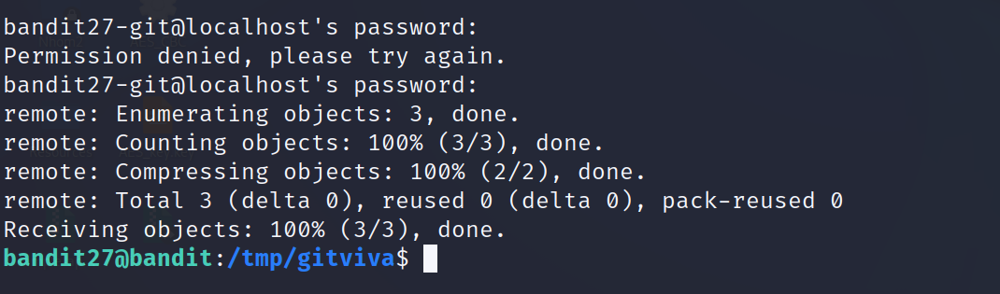 bandit27-git@localhost's password:
Permission denied, please try again.
bandit27-git@localhost's password:
remote: Enumerating objects: 3, done.
remote: Counting objects: 100% (3/3), done.
remote: Compressing objects: 100% (2/2), done.
remote: Total 3 (delta 0), reused 0 (delta 0), pack-reused 0
Receiving objects: 100% (3/3), done.
bandit27@bandit:/tmp/gitviva$